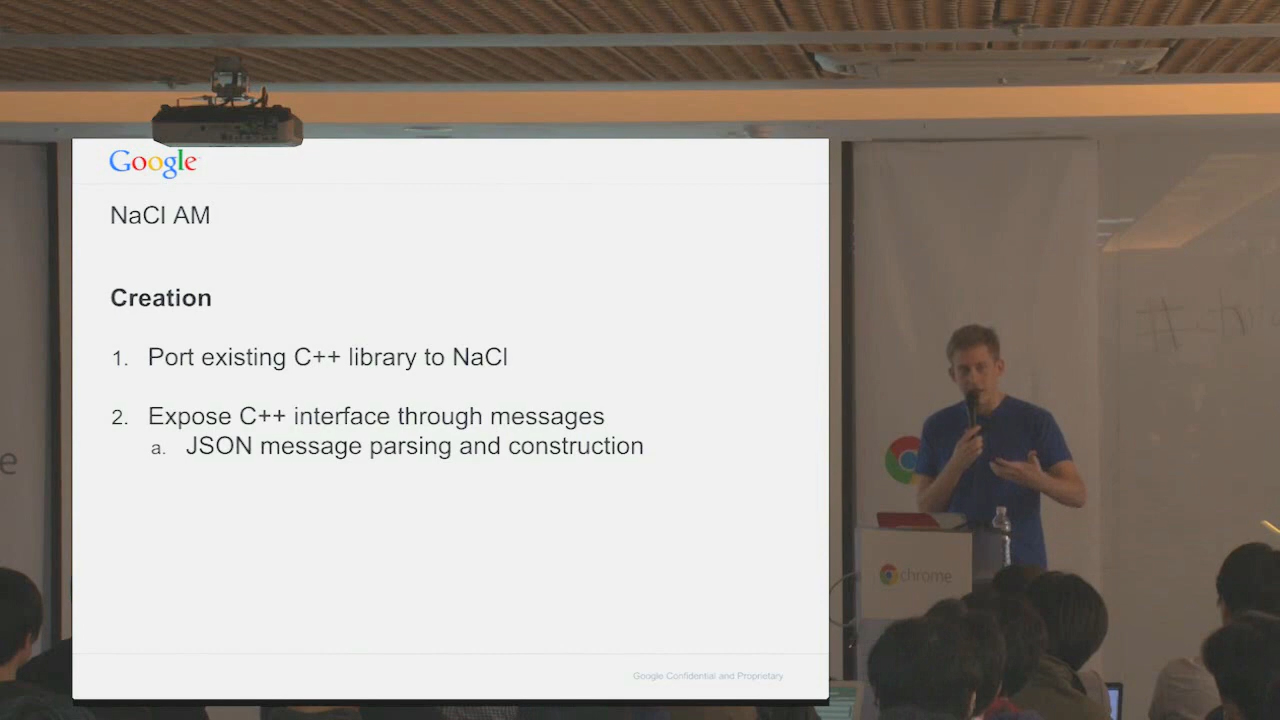 Google
NaCl AM
Creation
1. Port existing C++ library to NaCl
2. Expose C++ interface through messages
a. JSON message parsing and construction
Google Confidential and Proprietary
e
chrome